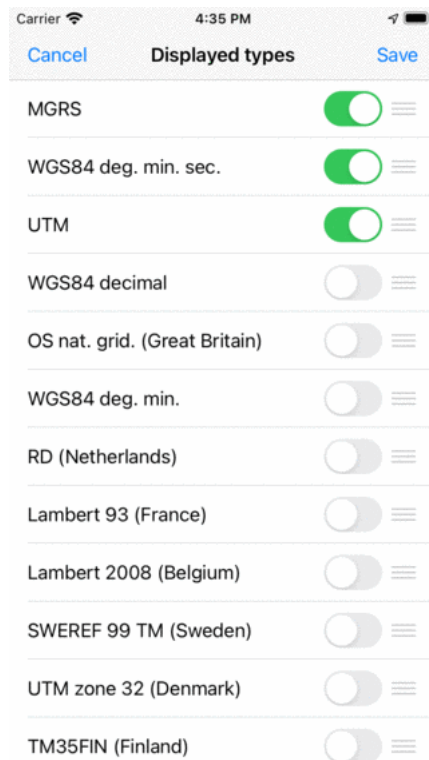 Carrier 4:35 PM
Cancel Displayed types Save
MGRS
WGS84 deg. min. sec.
UTM
WGS84 decimal
OS nat. grid. (Great Britain)
WGS84 deg. min.
RD (Netherlands)
Lambert 93 (France)
Lambert 2008 (Belgium)
SWEREF 99 TM (Sweden)
UTM zone 32 (Denmark)
TM35FIN (Finland)